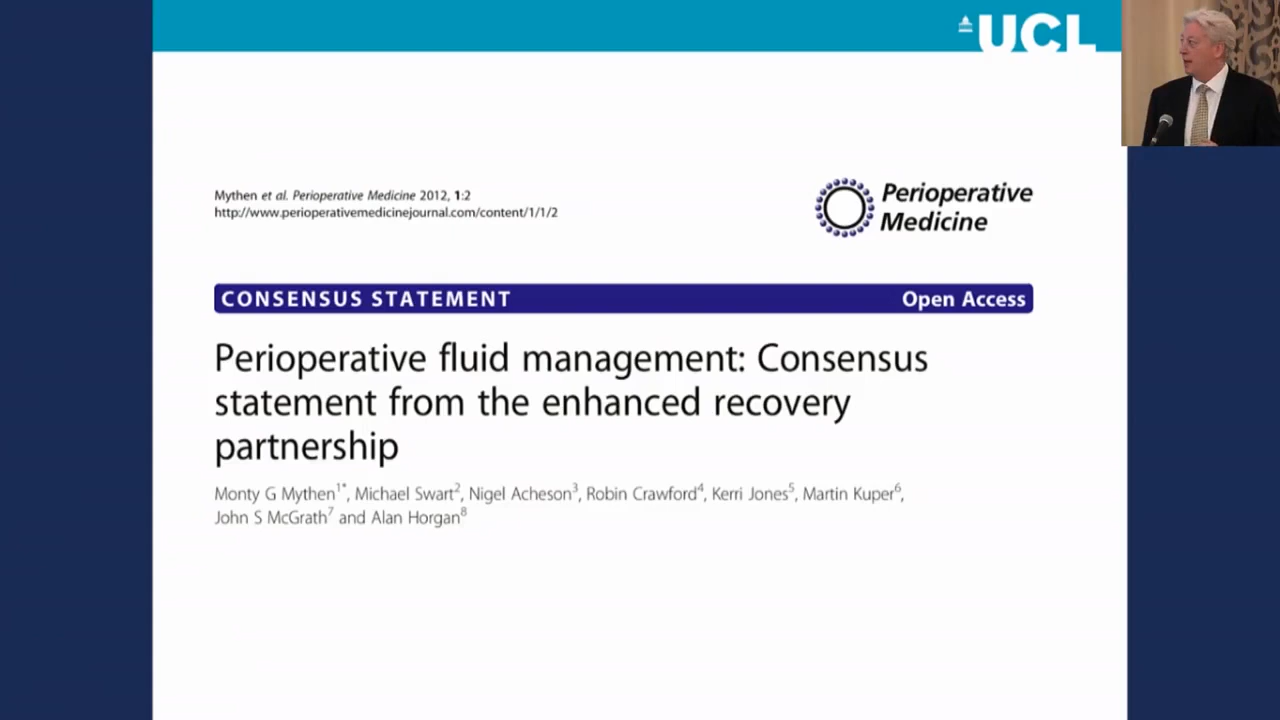 UCL
Mythen et al. Perioperative Medicine 2012, 1:2
http://www.perioperativemedicinejournal.com/content/1/1/2
Perioperative
Medicine
CONSENSUS STATEMENT
Open Access
Perioperative fluid management: Consensus
statement from the enhanced recovery
partnership
Monty G Mythen1*, Michael Swart2, Nigel Acheson3, Robin Crawford4, Kerri Jones5, Martin Kuper6,
John S McGrath7 and Alan Horgan8